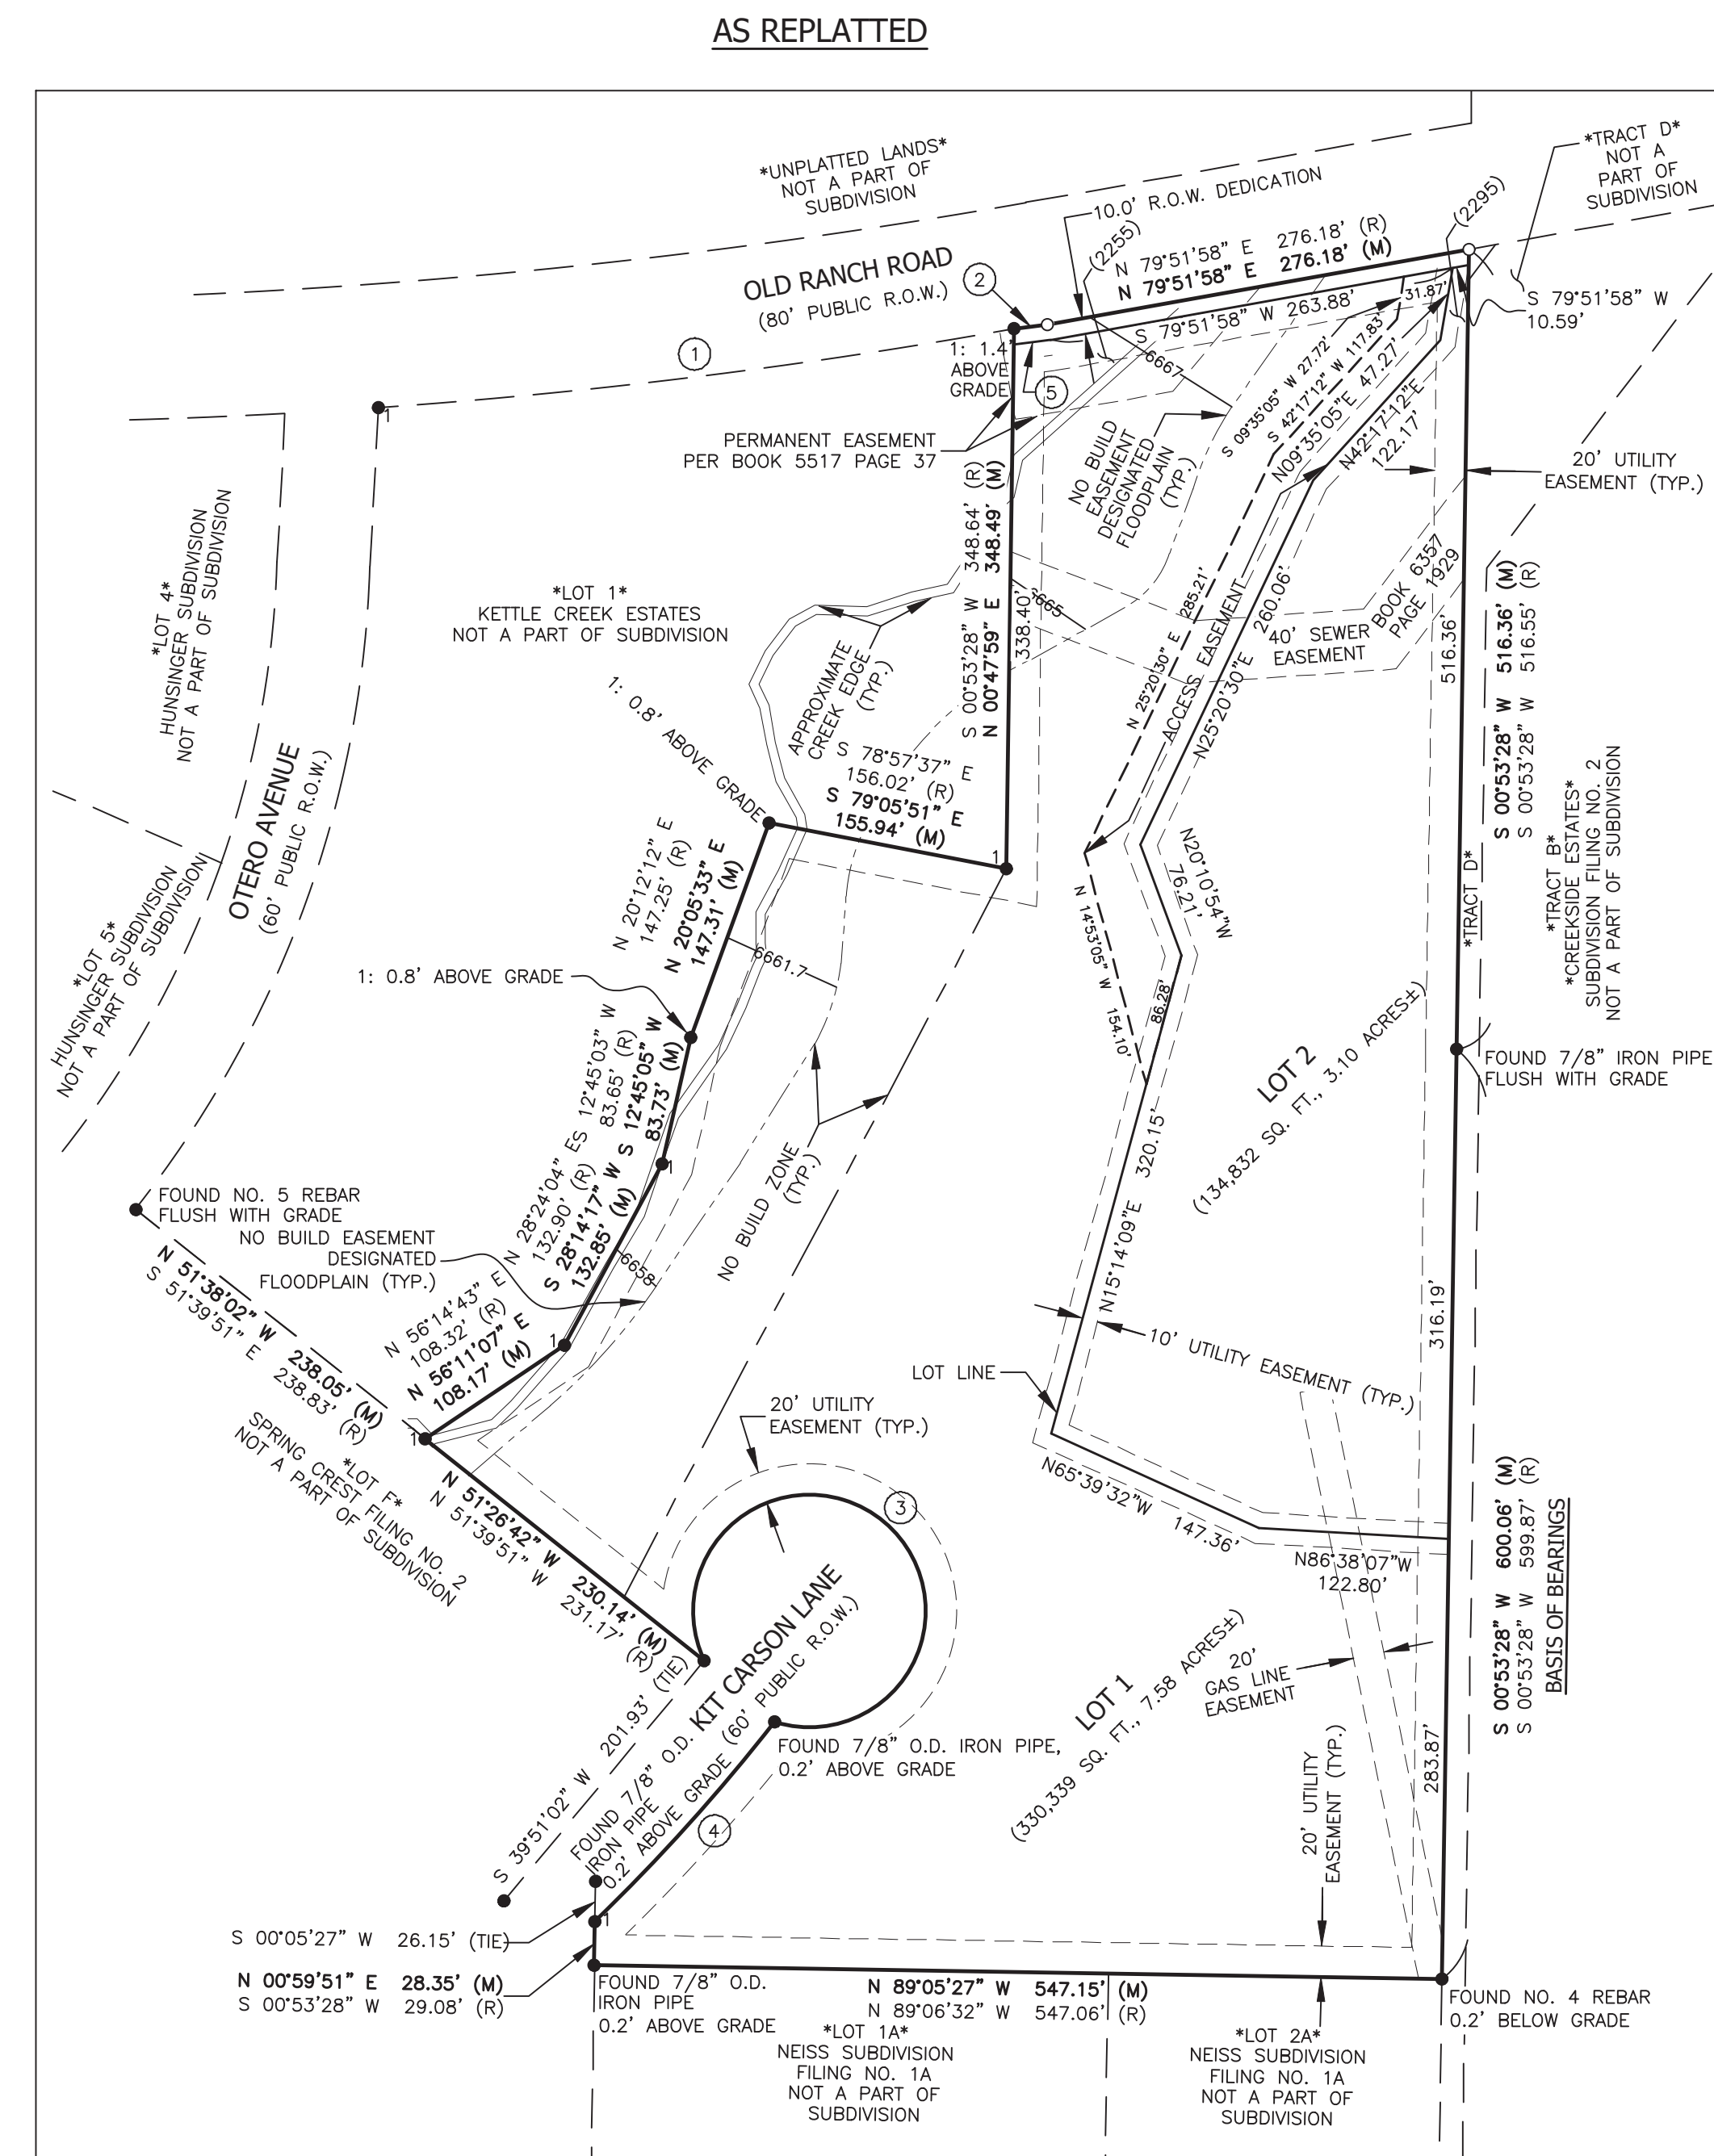 AS REPLATTED
*UNPLATTED LANDS*
NOT A PART OF
SUBDIVISION
*TRACT D*
NOT A
PART OF
SUBDIVISION
10.0' R.O.W. DEDICATION
(2255)
(2295)
N 79°51'58" E 276.18' (R)
N 79°51'58" E 276.18' (M)
OLD RANCH ROAD
(80' PUBLIC R.O.W.)
2
1
S 79°51'58" W 263.88'
31.87'
S 79°51'58" W
10.59'
1: 1.4'
ABOVE
GRADE
5
6667
1
PERMANENT EASEMENT
PER BOOK 5517 PAGE 37
NO BUILD
EASEMENT
DESIGNATED
FLOODPLAIN
(TYP.)
S 09°35'05" W 27.72'
S 42°17'12" W 117.83'
N09°35'05"E 47.27'
N42°17'12"E
122.17'
20' UTILITY
EASEMENT (TYP.)
*LOT 4*
HUNSINGER SUBDIVISION
NOT A PART OF SUBDIVISION
*LOT 1*
KETTLE CREEK ESTATES
NOT A PART OF SUBDIVISION
S 00°53'28" W 348.64' (R)
N 00°47'59" E 348.49' (M)
338.40'
6665
N 25°20'30" E 285.21'
ACCESS EASEMENT
260.06'
N25°20'30"E
40' SEWER
EASEMENT
BOOK 6357
PAGE 1929
516.36'
S 00°53'28" W 516.36' (M)
S 00°53'28" W 516.55' (R)
APPROXIMATE
CREEK EDGE
(TYP.)
1: 0.8' ABOVE GRADE
S 78°57'37" E
156.02' (R)
S 79°05'51" E
155.94' (M)
1
OTERO AVENUE
(60' PUBLIC R.O.W.)
*LOT 5*
HUNSINGER SUBDIVISION
NOT A PART OF SUBDIVISION
N 20°12'12" E
147.25' (R)
N 20°05'33" E
147.31' (M)
6661.7
1: 0.8' ABOVE GRADE
N 14°53'05" W 154.10'
N20°10'54"W
76.21'
86.28'
*TRACT D*
*TRACT B*
*CREEKSIDE ESTATES*
SUBDIVISION FILING NO. 2
NOT A PART OF SUBDIVISION
FOUND 7/8" IRON PIPE
FLUSH WITH GRADE
LOT 2
(134,832 SQ. FT., 3.10 ACRES±)
S 12°45'03" W
83.65' (R)
S 12°45'05" W
83.73' (M)
1
N 28°24'04" E
132.90' (R)
S 28°14'17" W
132.85' (M)
6658
NO BUILD ZONE
(TYP.)
320.15'
N15°14'09"E
FOUND NO. 5 REBAR
FLUSH WITH GRADE
NO BUILD EASEMENT
DESIGNATED
FLOODPLAIN (TYP.)
N 51°38'02" W 238.05' (M)
S 51°39'51" E 238.83' (R)
N 56°14'43" E
108.32' (R)
N 56°11'07" E
108.17' (M)
1
1
316.19'
10' UTILITY EASEMENT (TYP.)
LOT LINE
20' UTILITY
EASEMENT (TYP.)
*LOT F*
SPRING CREST FILING NO. 2
NOT A PART OF SUBDIVISION
N 51°26'42" W 230.14' (M)
N 51°39'51" W 231.17' (R)
3
N65°39'32"W 147.36'
N86°38'07"W
122.80'
S 00°53'28" W 600.06' (M)
S 00°53'28" W 599.87' (R)
BASIS OF BEARINGS
KIT CARSON LANE
(60' PUBLIC R.O.W.)
S 39°51'02" W 201.93' (TIE)
20'
GAS LINE
EASEMENT
LOT 1
(330,339 SQ. FT., 7.58 ACRES±)
FOUND 7/8" O.D. IRON PIPE,
0.2' ABOVE GRADE
FOUND 7/8" O.D.
IRON PIPE
0.2' ABOVE GRADE
4
20' UTILITY
EASEMENT (TYP.)
283.87'
1
S 00°05'27" W 26.15' (TIE)
N 00°59'51" E 28.35' (M)
S 00°53'28" W 29.08' (R)
FOUND 7/8" O.D.
IRON PIPE
0.2' ABOVE GRADE
N 89°05'27" W 547.15' (M)
N 89°06'32" W 547.06' (R)
FOUND NO. 4 REBAR
0.2' BELOW GRADE
*LOT 1A*
NEISS SUBDIVISION
FILING NO. 1A
NOT A PART OF
SUBDIVISION
*LOT 2A*
NEISS SUBDIVISION
FILING NO. 1A
NOT A PART OF
SUBDIVISION